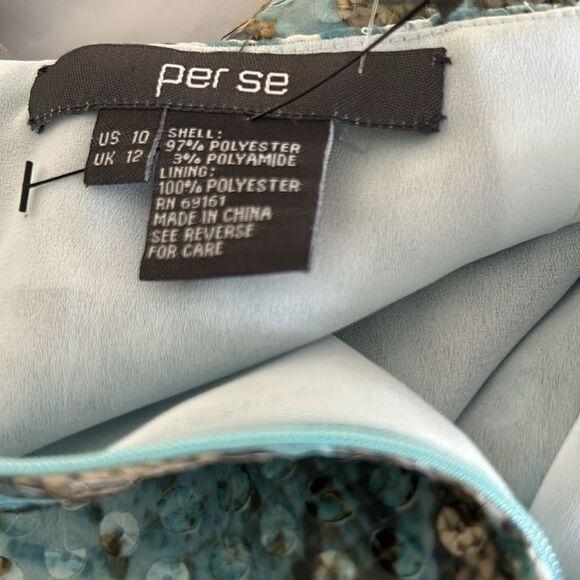 per se
US 10
UK 12
SHELL:
97% POLYESTER
3% POLYAMIDE
LINING:
100% POLYESTER
RN 69161
MADE IN CHINA
SEE REVERSE
FOR CARE